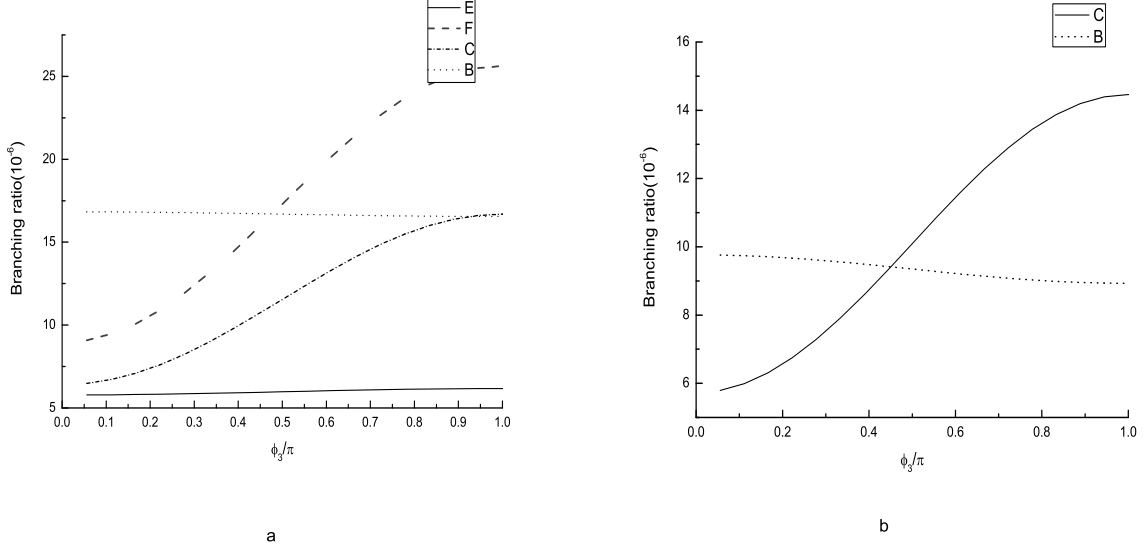 E
F
C
B
25
20
15
10
5
0.0 0.1 0.2 0.3 0.4 0.5 0.6 0.7 0.8 0.9 1.0
Branching ratio(10⁻⁶)
ϕ₃/π
a
C
B
16
14
12
10
8
6
0.0 0.2 0.4 0.6 0.8 1.0
Branching ratio(10⁻⁶)
ϕ₃/π
b